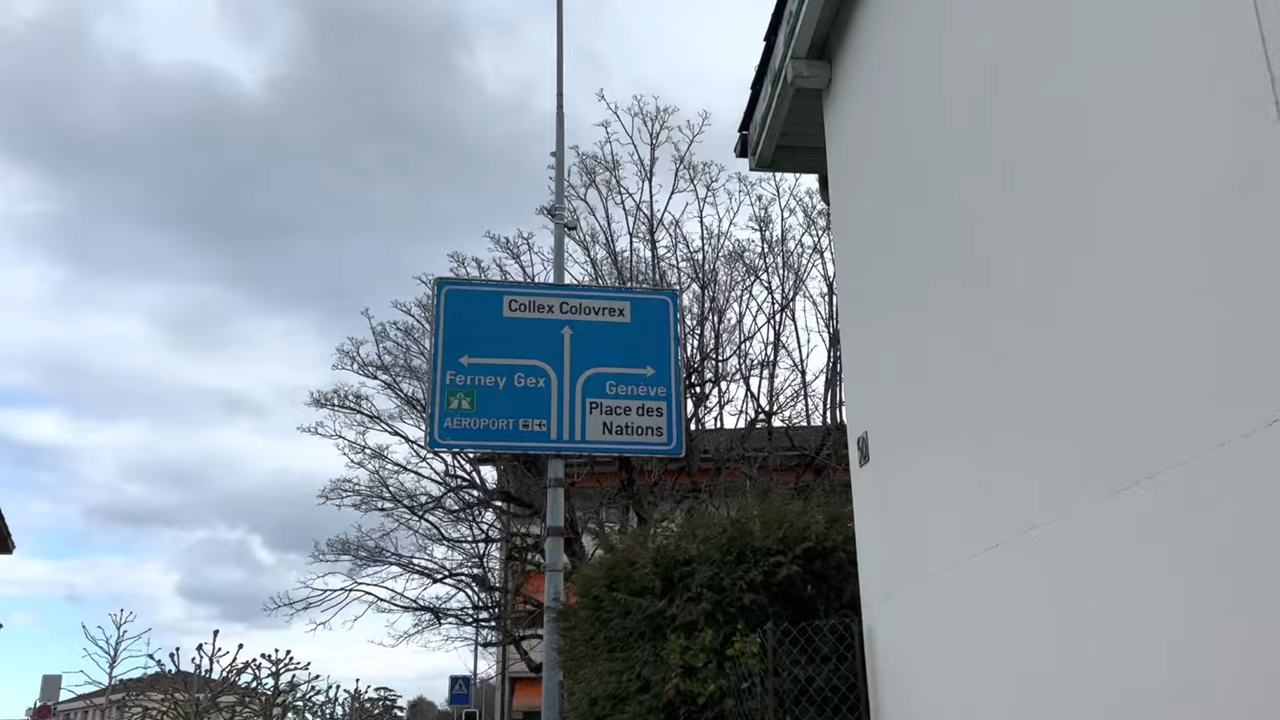 Collex Colovrex
Ferney Gex
AÉROPORT
Genève
Place des
Nations